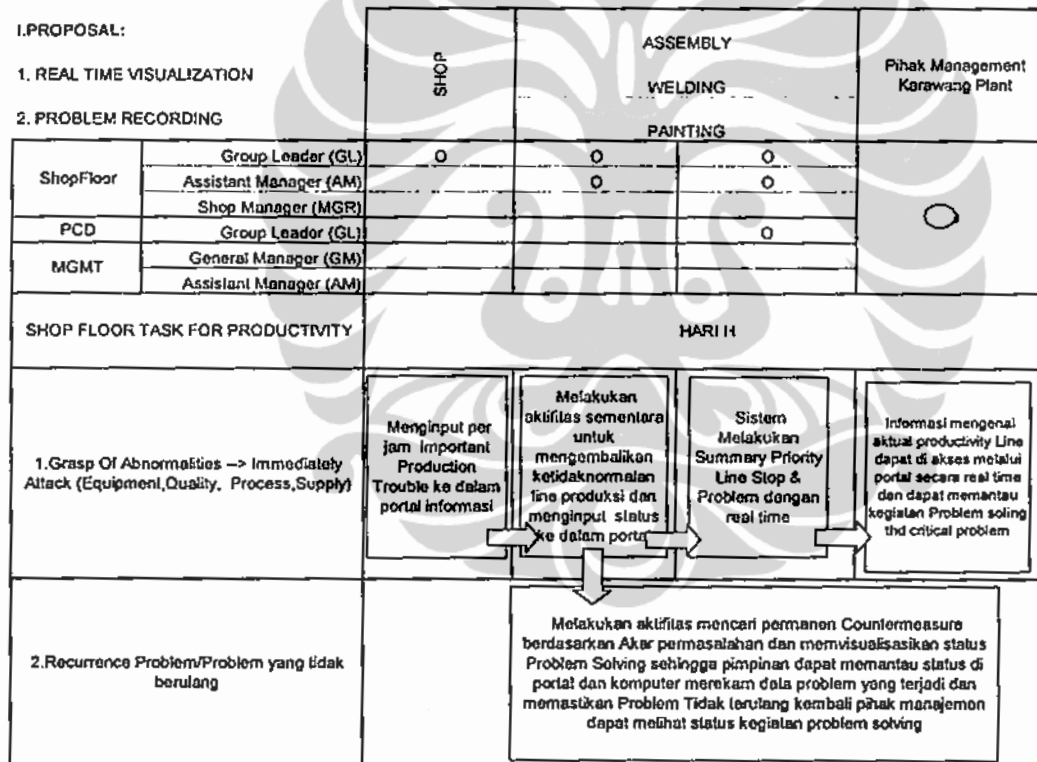 I.PROPOSAL:
1. REAL TIME VISUALIZATION
2. PROBLEM RECORDING
SHOP
ASSEMBLY
WELDING
PAINTING
Pihak Management
Karawang Plant
ShopFloor
Group Leader (GL)
O
O
O
Assistant Manager (AM)
O
O
Shop Manager (MGR)
PCD
Group Leader (GL)
O
MGMT
General Manager (GM)
Assistant Manager (AM)
SHOP FLOOR TASK FOR PRODUCTIVITY
HARI H
1.Grasp Of Abnormalities --> Immediately
Attack (Equipment,Quality, Process,Supply)
Menginput per
jam Important
Production
Trouble ke dalam
portal informasi
Melakukan
aktifitas sementara
untuk
mengembalikan
ketidaknormalan
line produksi dan
menginput status
ke dalam porta
Sistem
Melakukan
Summary Priority
Line Stop &
Problem dengan
real time
Informasi mengenai
aktual productivity Line
dapat di akses melalui
portal secara real time
dan dapat memantau
kegiatan Problem soling
thd critical problem
2.Recurrence Problem/Problem yang tidak
berulang
Melakukan aktifitas mencari permanen Countermeasure
berdasarkan Akar permasalahan dan memvisualisasikan status
Problem Solving sehingga pimpinan dapat memantau status di
portal dan komputer merekam data problem yang terjadi dan
memastikan Problem Tidak terulang kembali pihak manajemen
dapat melihat status kegiatan problem solving